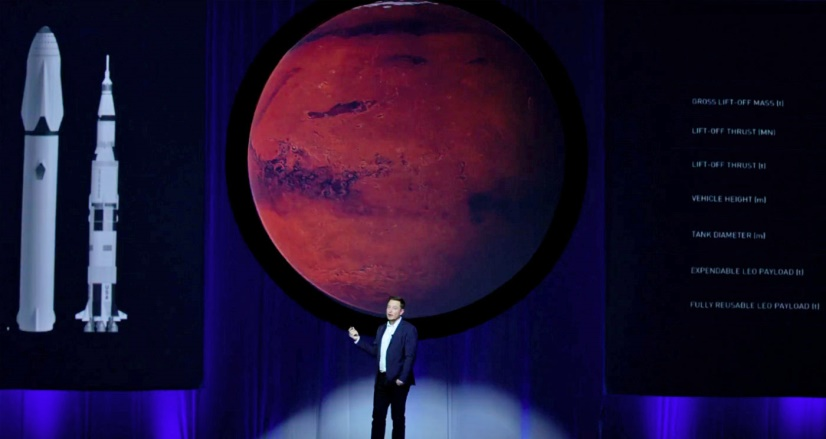 GROSS LIFT-OFF MASS (t)
LIFT-OFF THRUST (MN)
LIFT-OFF THRUST (t)
VEHICLE HEIGHT (m)
TANK DIAMETER (m)
EXPENDABLE LEO PAYLOAD (t)
FULLY REUSABLE LEO PAYLOAD (t)